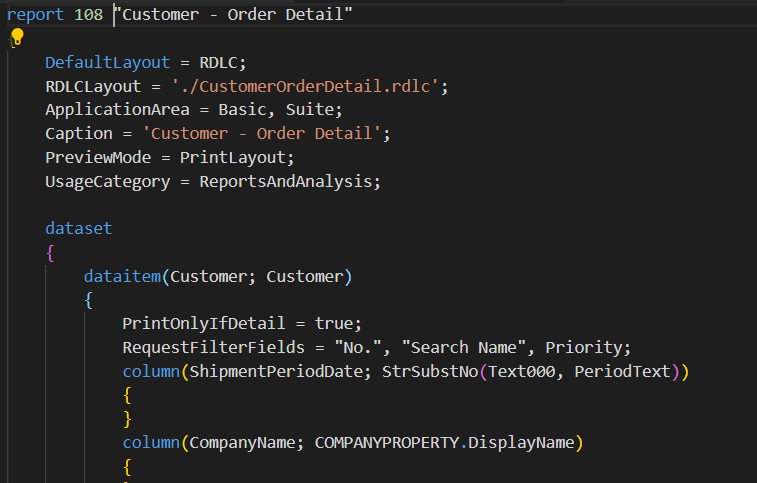 report 108 "Customer - Order Detail"
{
DefaultLayout = RDLC;
RDLCLayout = './CustomerOrderDetail.rdlc';
ApplicationArea = Basic, Suite;
Caption = 'Customer - Order Detail';
PreviewMode = PrintLayout;
UsageCategory = ReportsAndAnalysis;
dataset
{
dataitem(Customer; Customer)
{
PrintOnlyIfDetail = true;
RequestFilterFields = "No.", "Search Name", Priority;
column(ShipmentPeriodDate; StrSubstNo(Text000, PeriodText))
{
}
column(CompanyName; COMPANYPROPERTY.DisplayName)
{